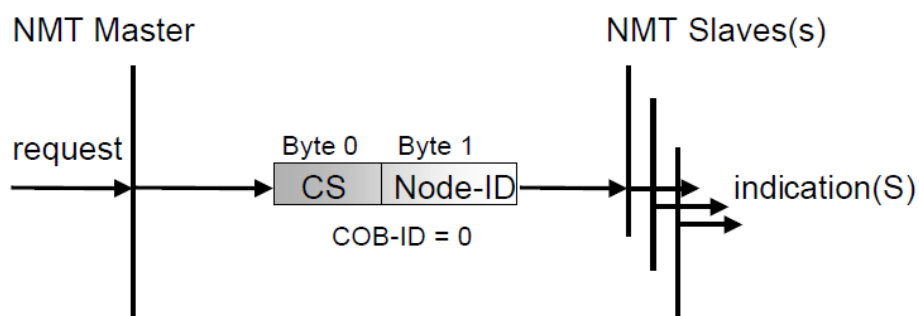 NMT Master
NMT Slaves(s)
request
Byte 0 Byte 1
CS Node-ID
indication(S)
COB-ID = 0